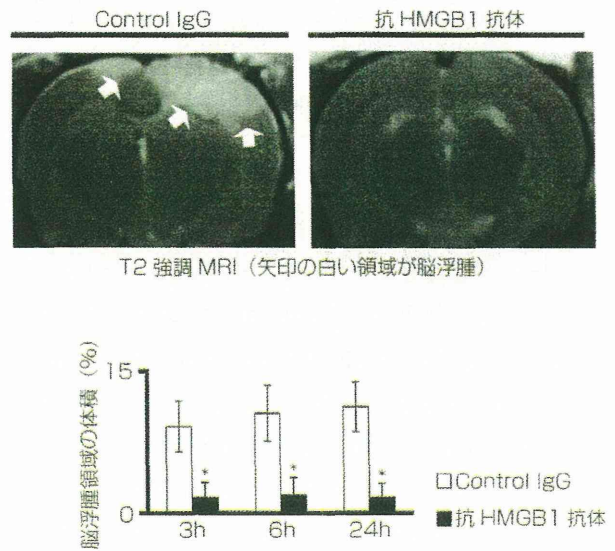 Control IgG
抗 HMGB1 抗体
T2 強調 MRI（矢印の白い領域が脳浮腫）
脳浮腫領域の体積（%）
15
0
*
*
*
3h
6h
24h
□Control IgG
■抗 HMGB1 抗体